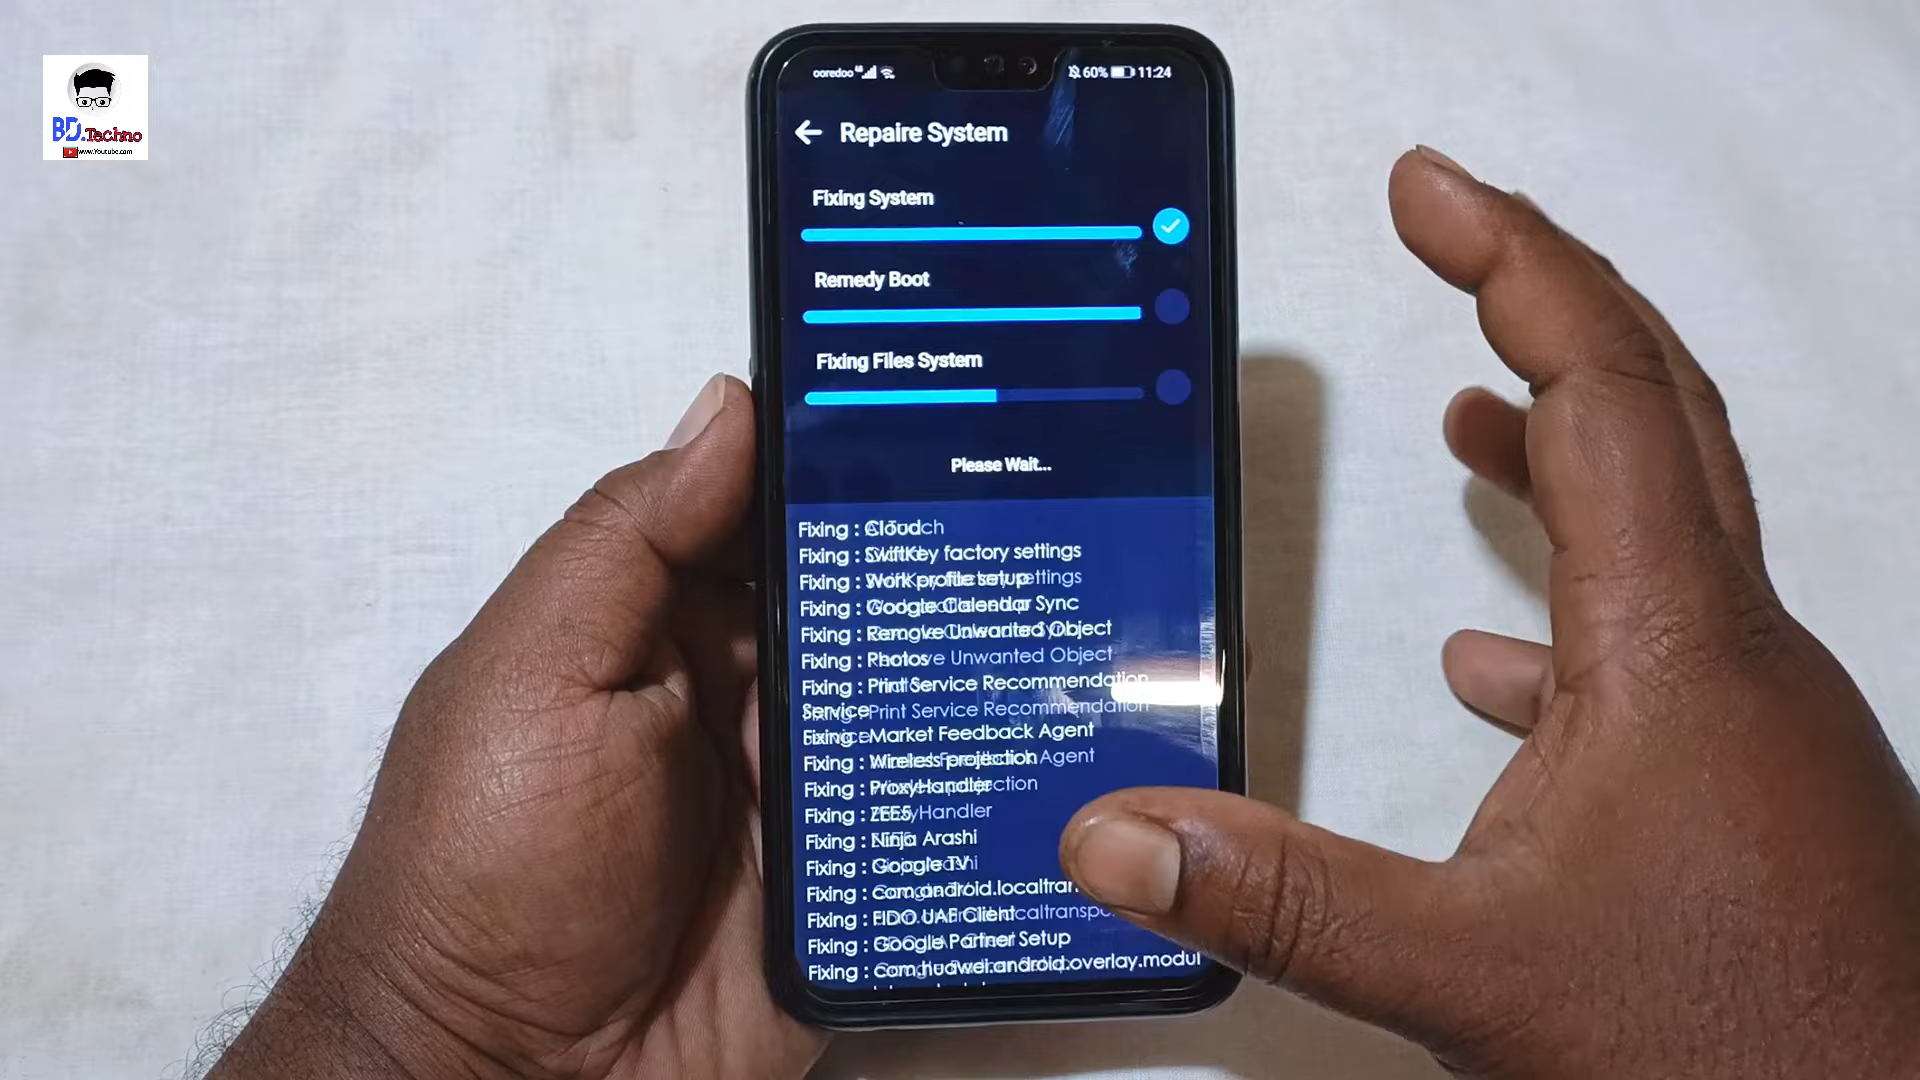 BD.Techno
www.Youtube.com
ooredoo 60% 11:24
Repaire System
Fixing System
Remedy Boot
Fixing Files System
Please Wait...
Fixing : Cloud
Fixing : SwiftKey factory settings
Fixing : Work profile setup
Fixing : Google Calendar Sync
Fixing : Remove Unwanted Object
Fixing : Photos
Fixing : Print Service Recommendation
Service
Fixing : Market Feedback Agent
Fixing : Wireless projection
Fixing : ProxyHandler
Fixing : ZEE5
Fixing : Ninja Arashi
Fixing : Google TV
Fixing : com.android.localtran
Fixing : FIDO UAF Client
Fixing : Google Partner Setup
Fixing : com.huawei.android.overlay.modul